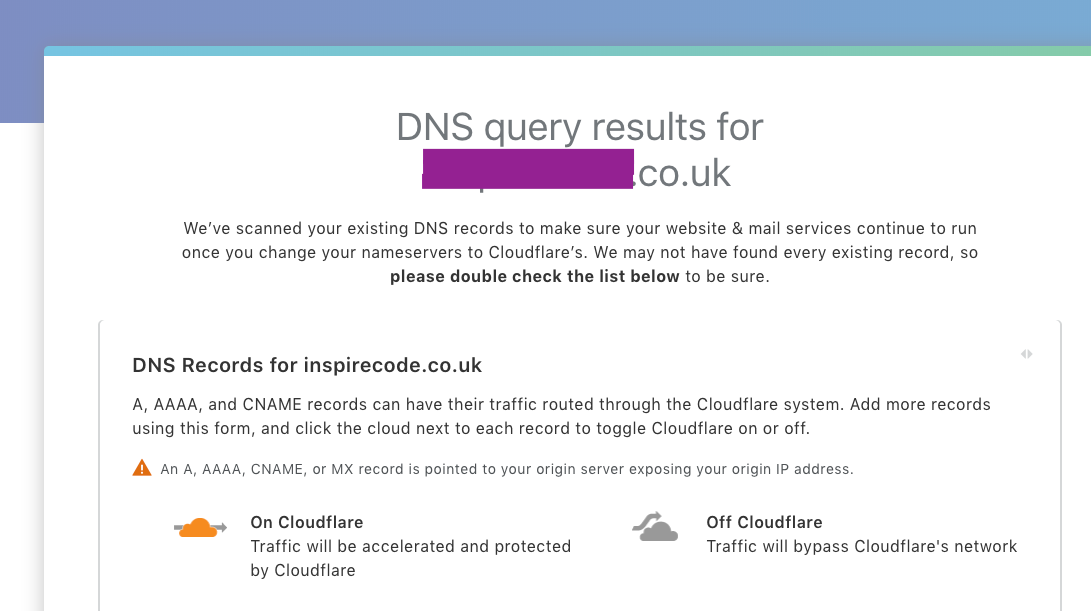 DNS query results for
.co.uk
We've scanned your existing DNS records to make sure your website & mail services continue to run
once you change your nameservers to Cloudflare's. We may not have found every existing record, so
please double check the list below to be sure.
DNS Records for inspirecode.co.uk
A, AAAA, and CNAME records can have their traffic routed through the Cloudflare system. Add more records
using this form, and click the cloud next to each record to toggle Cloudflare on or off.
An A, AAAA, CNAME, or MX record is pointed to your origin server exposing your origin IP address.
On Cloudflare
Traffic will be accelerated and protected
by Cloudflare
Off Cloudflare
Traffic will bypass Cloudflare's network